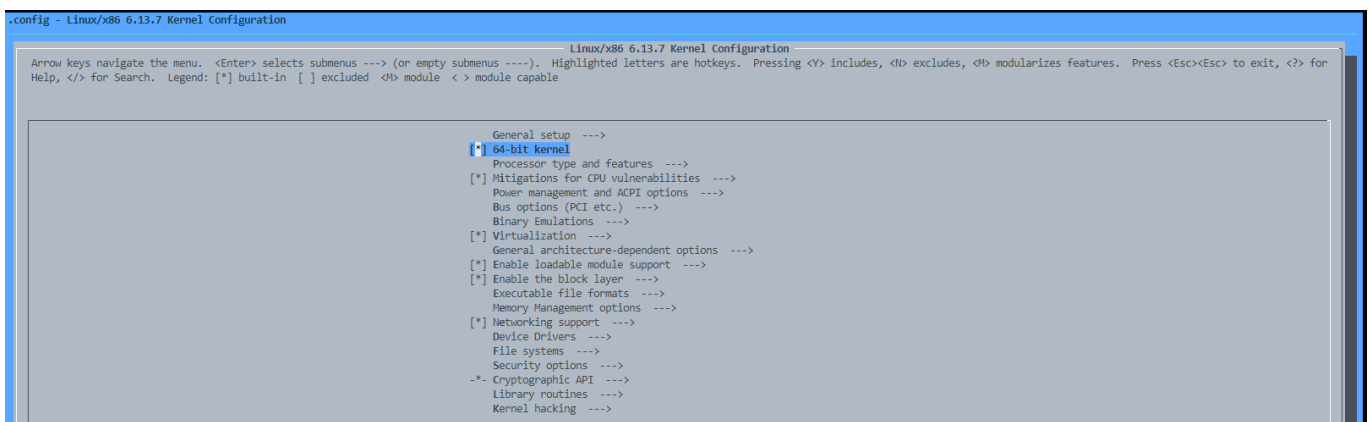 .config - Linux/x86 6.13.7 Kernel Configuration
Linux/x86 6.13.7 Kernel Configuration
Arrow keys navigate the menu.  <Enter> selects submenus ---> (or empty submenus ----).  Highlighted letters are hotkeys.  Pressing <Y> includes, <N> excludes, <M> modularizes features.  Press <Esc><Esc> to exit, <?> for
Help, </> for Search.  Legend: [*] built-in  [ ] excluded  <M> module  < > module capable
General setup  --->
[*] 64-bit kernel
Processor type and features  --->
[*] Mitigations for CPU vulnerabilities  --->
Power management and ACPI options  --->
Bus options (PCI etc.)  --->
Binary Emulations  --->
[*] Virtualization  --->
General architecture-dependent options  --->
[*] Enable loadable module support  --->
[*] Enable the block layer  --->
Executable file formats  --->
Memory Management options  --->
[*] Networking support  --->
Device Drivers  --->
File systems  --->
Security options  --->
-*- Cryptographic API  --->
Library routines  --->
Kernel hacking  --->